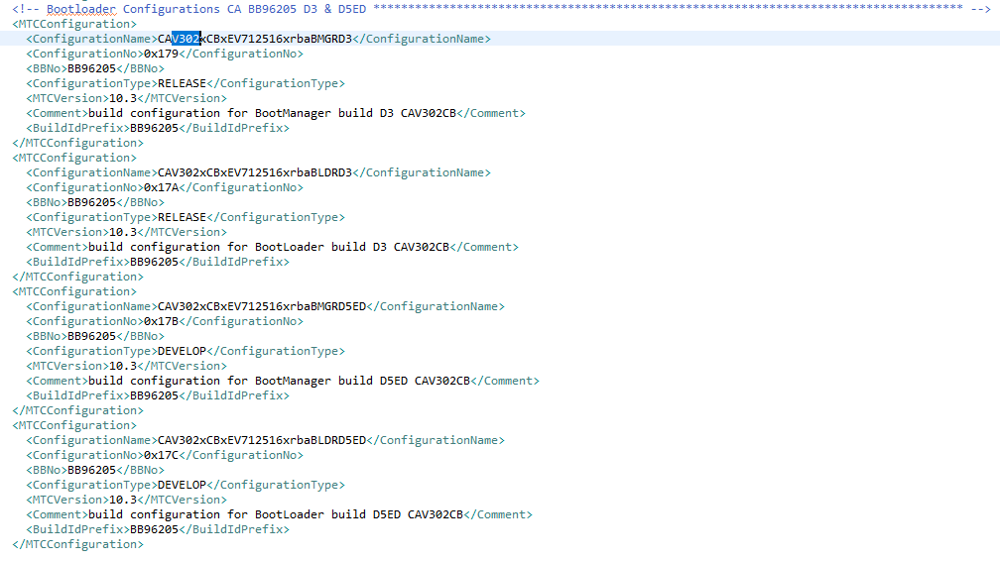 <!-- Bootloader Configurations CA BB96205 D3 & D5ED ************************************************************************************* -->
<MTCConfiguration>
<ConfigurationName>CAV302xCBxEV712516xrbaBMGRD3</ConfigurationName>
<ConfigurationNo>0x179</ConfigurationNo>
<BBNo>BB96205</BBNo>
<ConfigurationType>RELEASE</ConfigurationType>
<MTCVersion>10.3</MTCVersion>
<Comment>build configuration for BootManager build D3 CAV302CB</Comment>
<BuildIdPrefix>BB96205</BuildIdPrefix>
</MTCConfiguration>
<MTCConfiguration>
<ConfigurationName>CAV302xCBxEV712516xrbaBLDRD3</ConfigurationName>
<ConfigurationNo>0x17A</ConfigurationNo>
<BBNo>BB96205</BBNo>
<ConfigurationType>RELEASE</ConfigurationType>
<MTCVersion>10.3</MTCVersion>
<Comment>build configuration for BootLoader build D3 CAV302CB</Comment>
<BuildIdPrefix>BB96205</BuildIdPrefix>
</MTCConfiguration>
<MTCConfiguration>
<ConfigurationName>CAV302xCBxEV712516xrbaBMGRD5ED</ConfigurationName>
<ConfigurationNo>0x17B</ConfigurationNo>
<BBNo>BB96205</BBNo>
<ConfigurationType>DEVELOP</ConfigurationType>
<MTCVersion>10.3</MTCVersion>
<Comment>build configuration for BootManager build D5ED CAV302CB</Comment>
<BuildIdPrefix>BB96205</BuildIdPrefix>
</MTCConfiguration>
<MTCConfiguration>
<ConfigurationName>CAV302xCBxEV712516xrbaBLDRD5ED</ConfigurationName>
<ConfigurationNo>0x17C</ConfigurationNo>
<BBNo>BB96205</BBNo>
<ConfigurationType>DEVELOP</ConfigurationType>
<MTCVersion>10.3</MTCVersion>
<Comment>build configuration for BootLoader build D5ED CAV302CB</Comment>
<BuildIdPrefix>BB96205</BuildIdPrefix>
</MTCConfiguration>